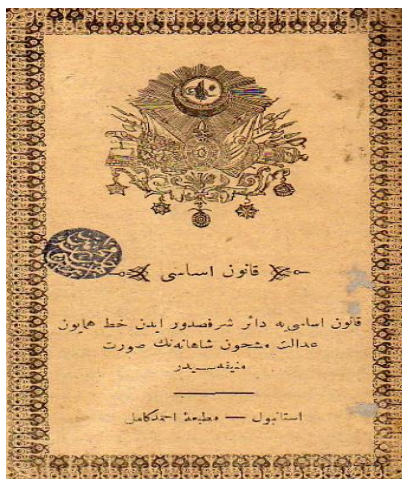 قانون اساسی
قانون اساسی‌یه دائر شرفصدور ایدن خط همایون
عدالت مشحون شاهانه‌نك صورت
منیفه‌سیدر
استانبول — مطبعهٔ احمد کامل